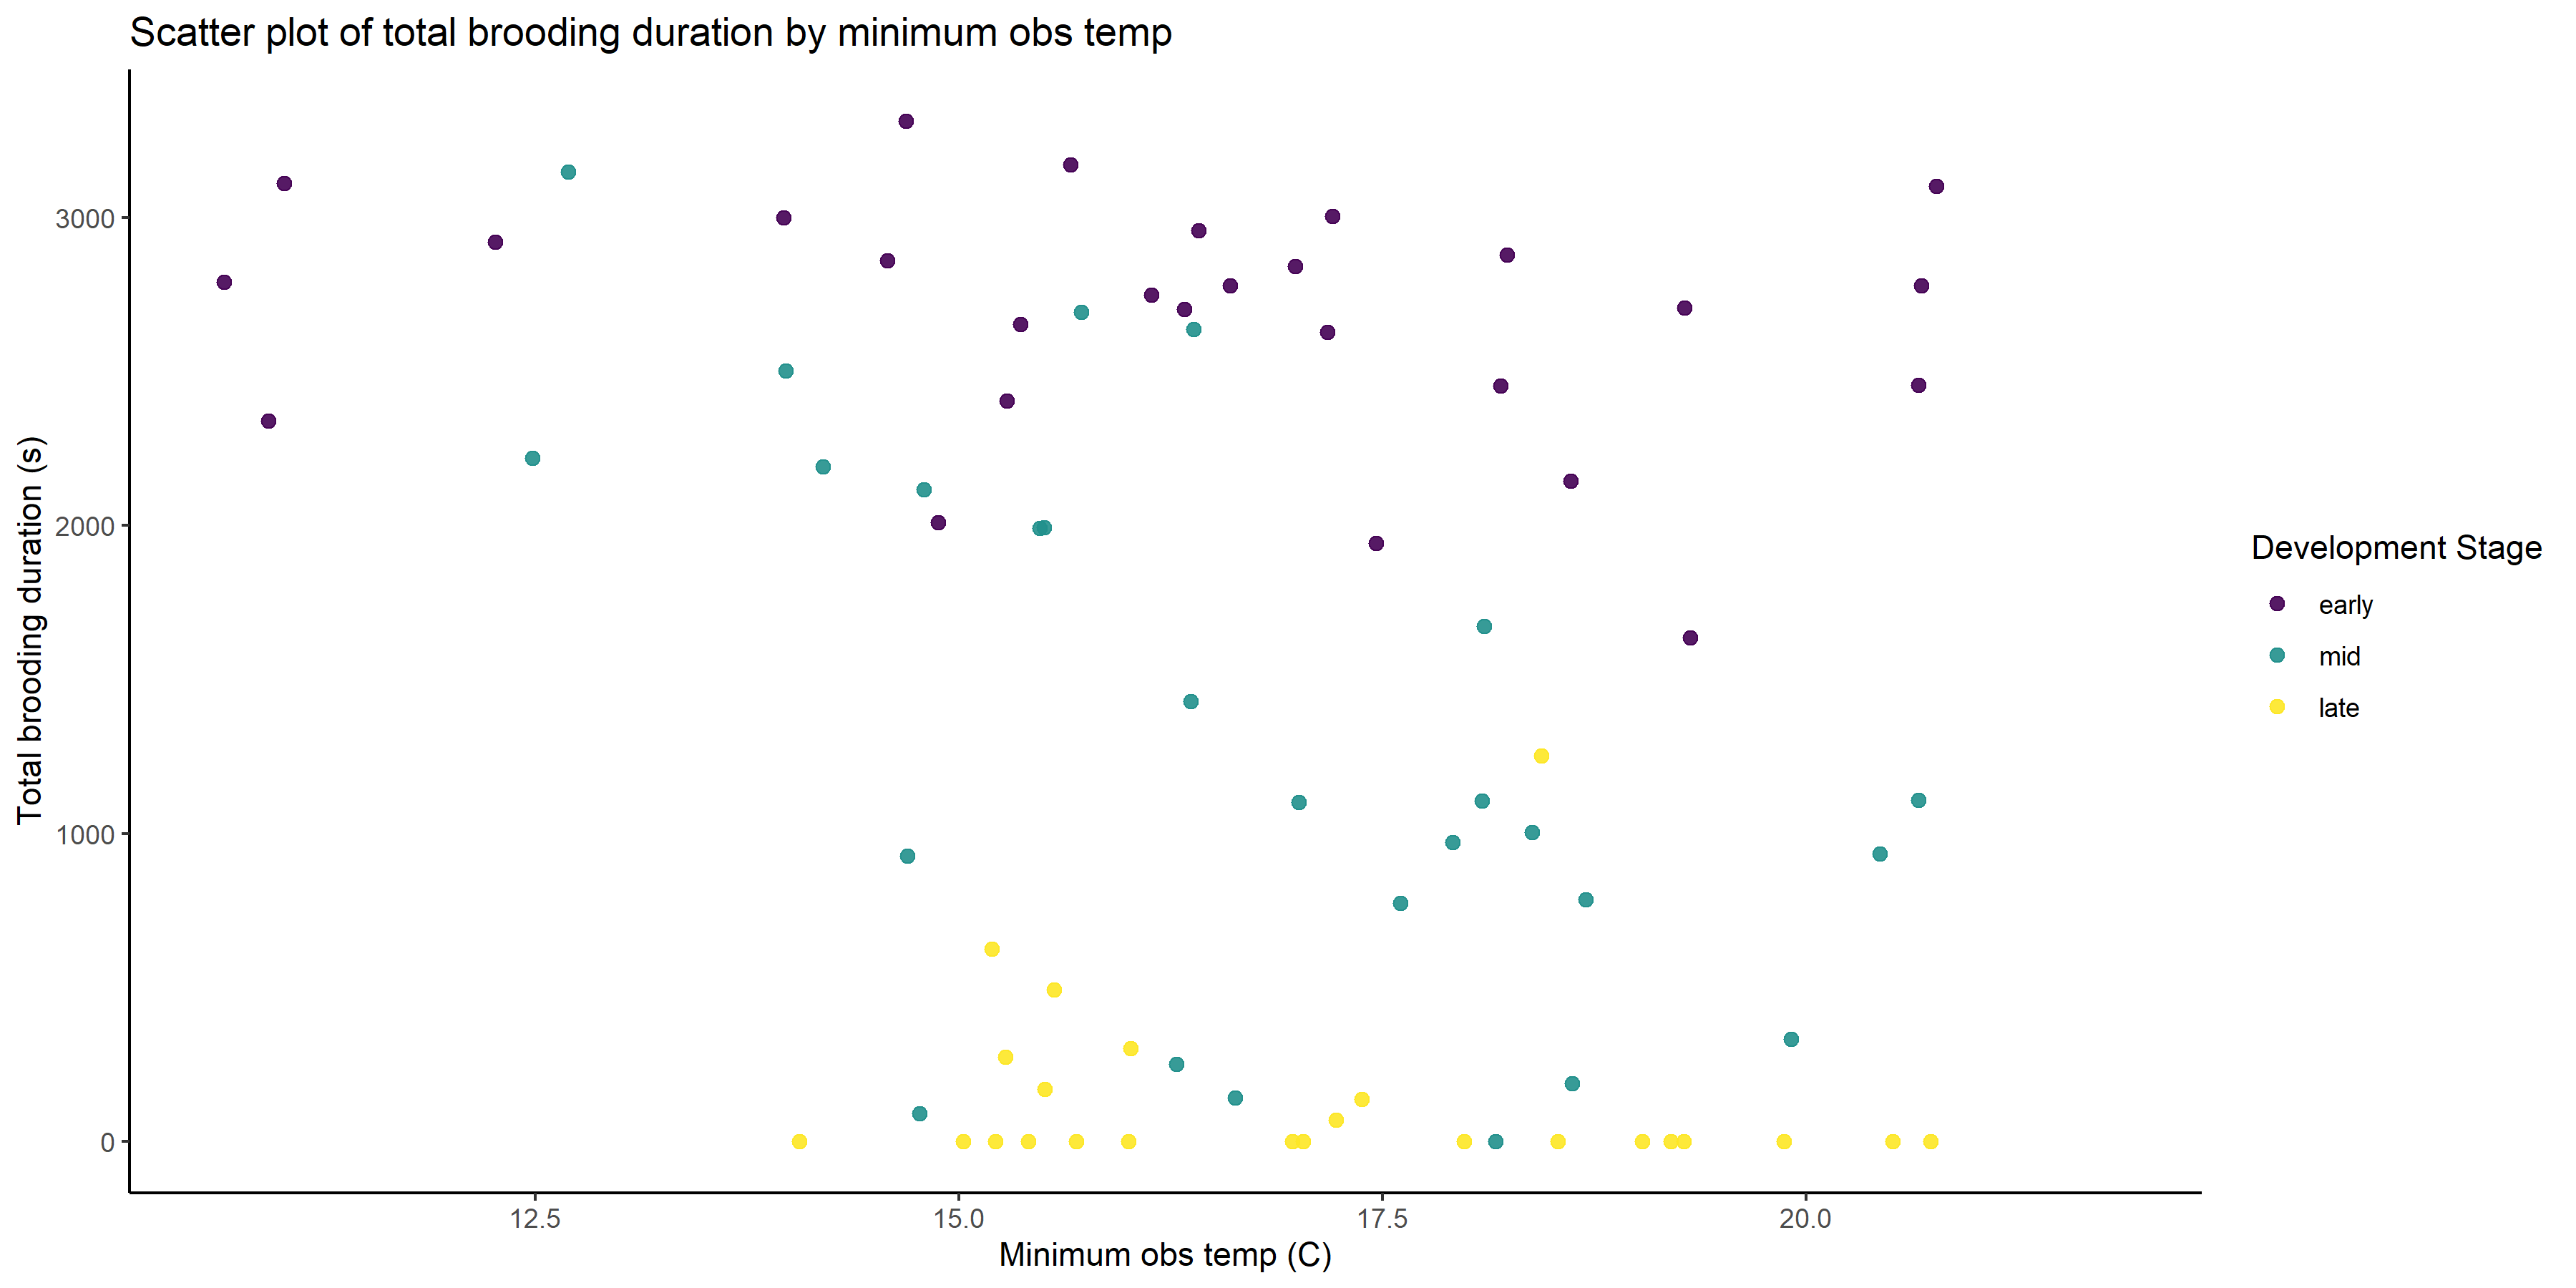 Scatter plot of total brooding duration by minimum obs temp
Total brooding duration (s)
3000
2000
1000
0
12.5 15.0 17.5 20.0
Minimum obs temp (C)
Development Stage
early
mid
late